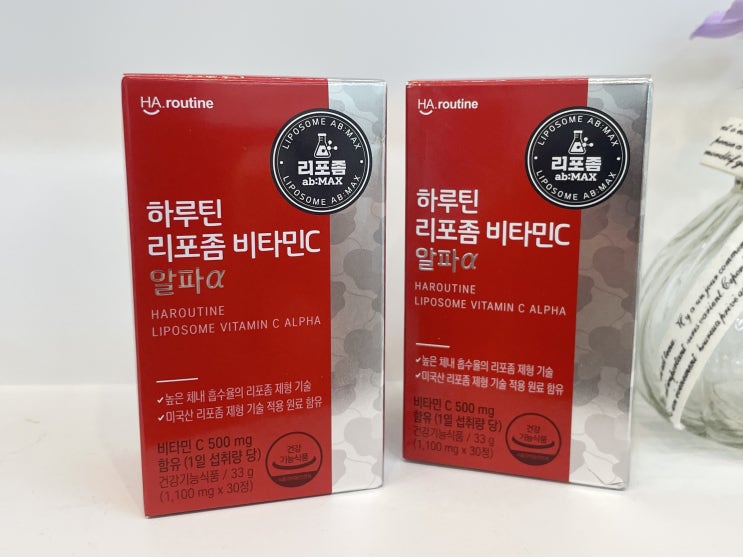 HA.routine
LIPOSOME AB:MAX
리포좀
ab:MAX
LIPOSOME AB:MAX
하루틴
리포좀 비타민C
알파α
HAROUTINE
LIPOSOME VITAMIN C ALPHA
✓높은 체내 흡수율의 리포좀 제형 기술
✓미국산 리포좀 제형 기술 적용 원료 함유
비타민 C 500 mg
함유 (1일 섭취량 당)
건강기능식품 / 33 g
(1,100 mg x 30정)
건강
기능식품
HA.routine
LIPOSOME AB:MAX
리포좀
ab:MAX
LIPOSOME AB:MAX
하루틴
리포좀 비타민C
알파α
HAROUTINE
LIPOSOME VITAMIN C ALPHA
✓높은 체내 흡수율의 리포좀 제형 기술
✓미국산 리포좀 제형 기술 적용 원료 함유
비타민 C 500 mg
함유 (1일 섭취량 당)
건강기능식품 / 33 g
(1,100 mg x 30정)
건강
기능식품